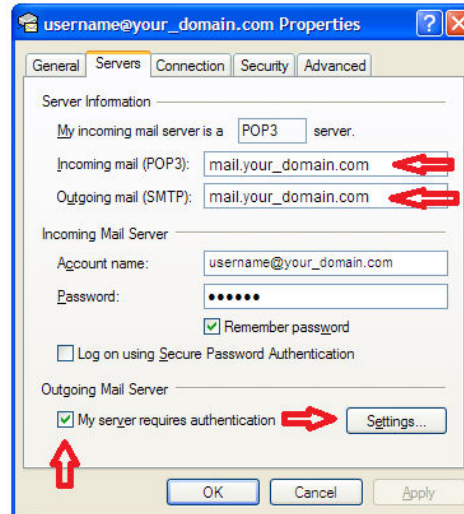 username@your_domain.com Properties
General Servers Connection Security Advanced
Server Information
My incoming mail server is a POP3 server.
Incoming mail (POP3): mail.your_domain.com
Outgoing mail (SMTP): mail.your_domain.com
Incoming Mail Server
Account name: username@your_domain.com
Password: ••••••
Remember password
Log on using Secure Password Authentication
Outgoing Mail Server
My server requires authentication Settings...
OK Cancel Apply